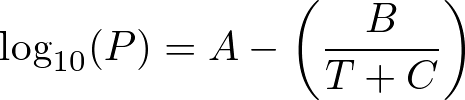 log₁₀(P) = A − (B / (T + C))